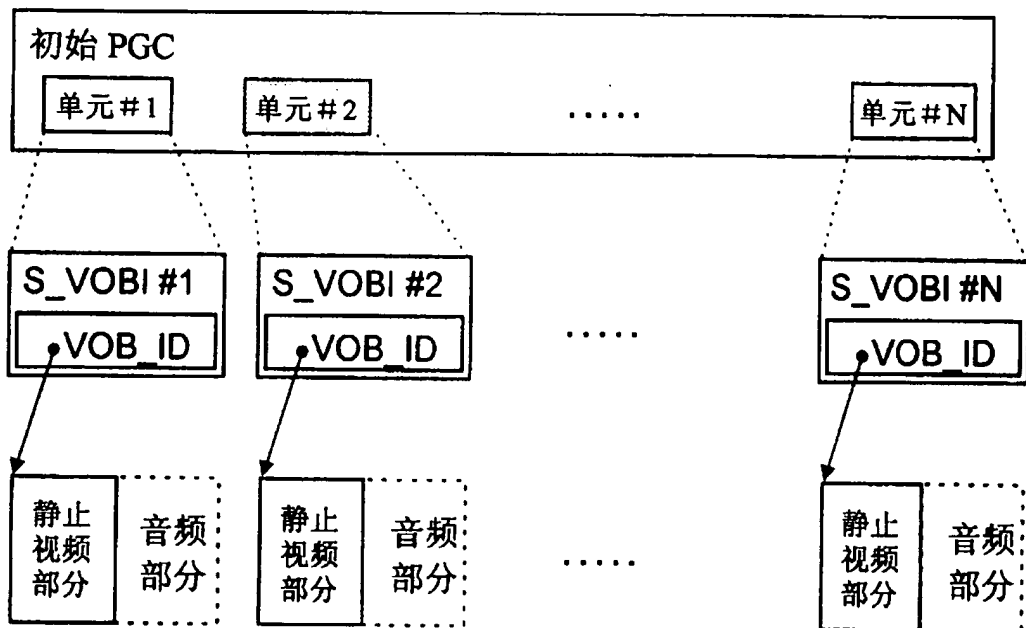 初始 PGC
单元#1 单元#2 ..... 单元#N
S_VOBI #1 S_VOBI #2 S_VOBI #N
VOB_ID VOB_ID ..... VOB_ID
静止 静止 静止
视频 音频 视频 音频 视频 音频
部分 部分 部分 部分 ..... 部分 部分